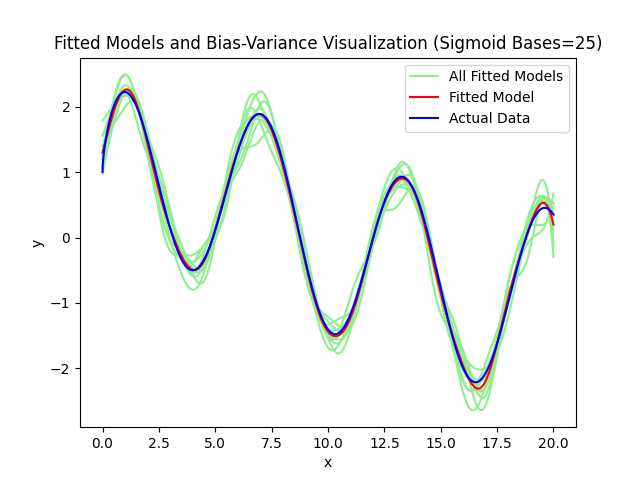 Fitted Models and Bias-Variance Visualization (Sigmoid Bases=25)
All Fitted Models
Fitted Model
Actual Data
2
1
0
−1
−2
y
0.0 2.5 5.0 7.5 10.0 12.5 15.0 17.5 20.0
x